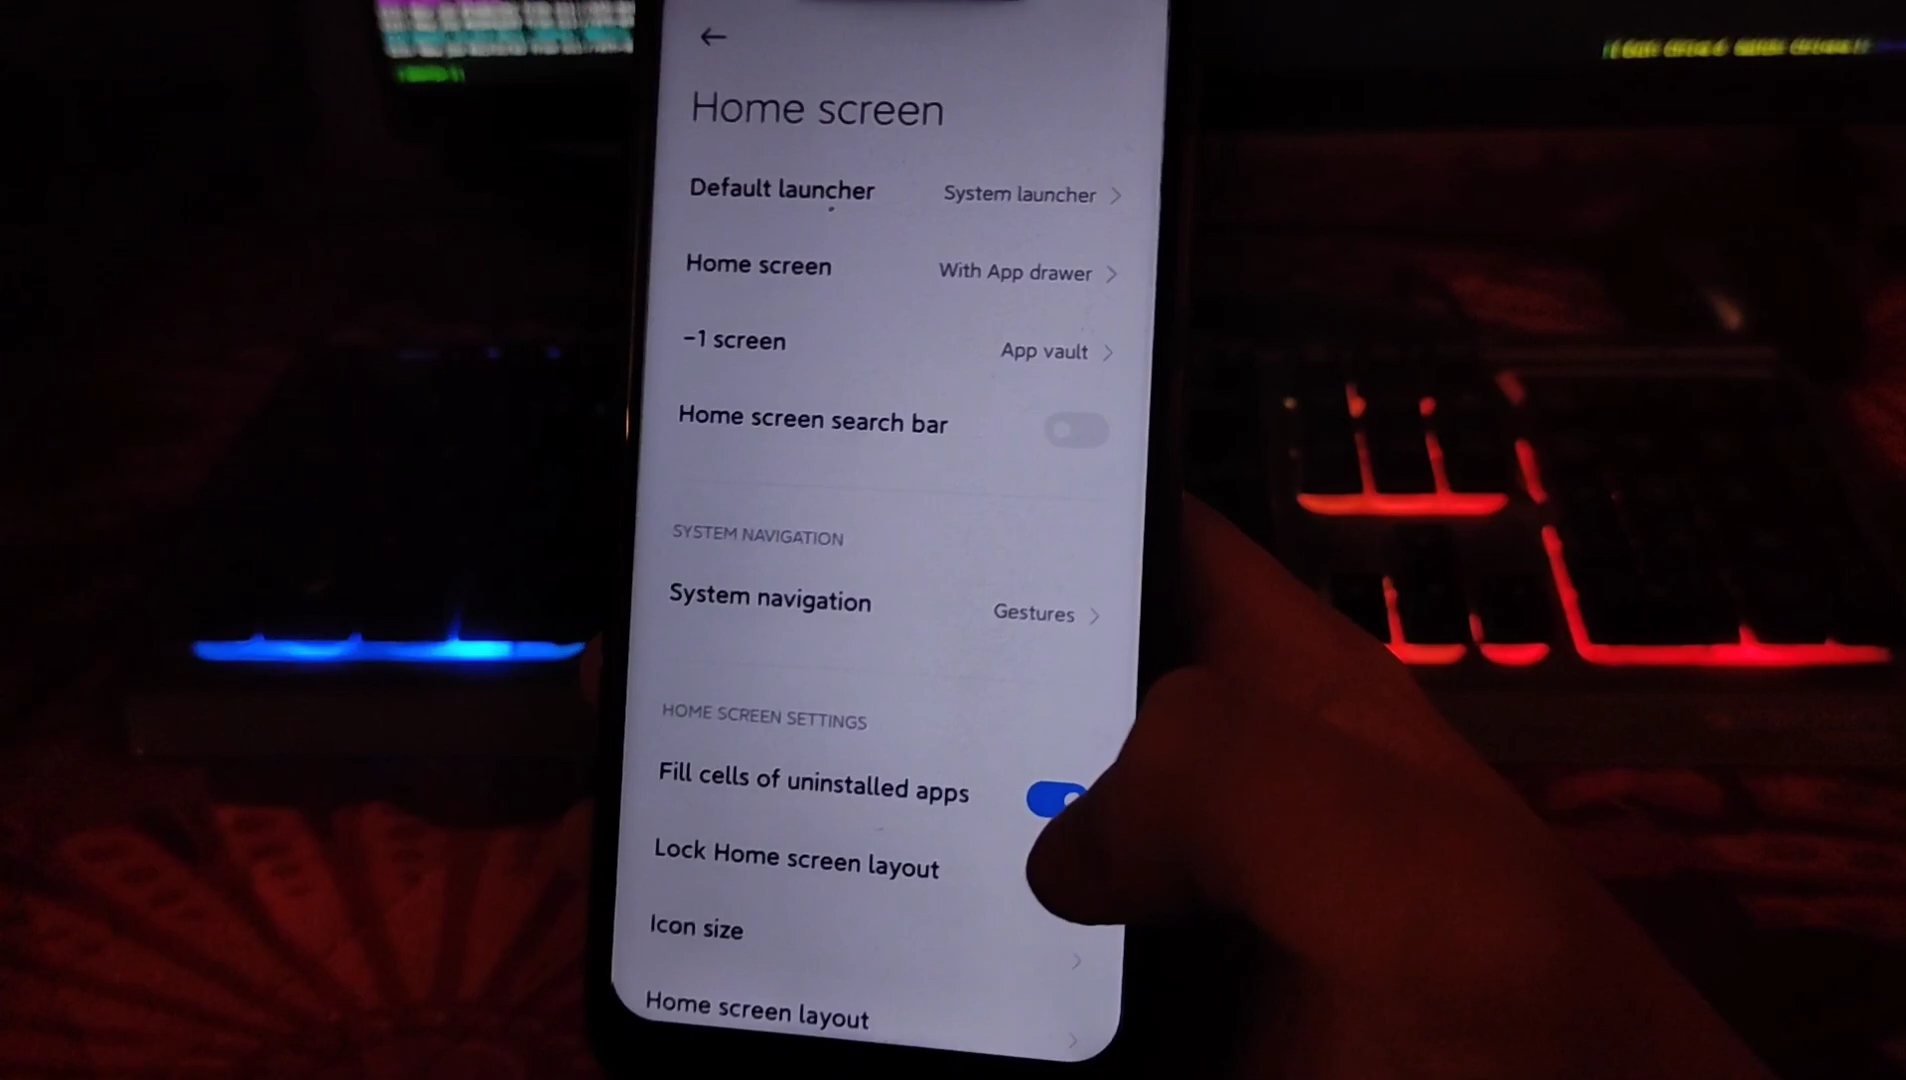 Home screen
Default launcher System launcher
Home screen With App drawer
-1 screen App vault
Home screen search bar
SYSTEM NAVIGATION
System navigation Gestures
HOME SCREEN SETTINGS
Fill cells of uninstalled apps
Lock Home screen layout
Icon size
Home screen layout